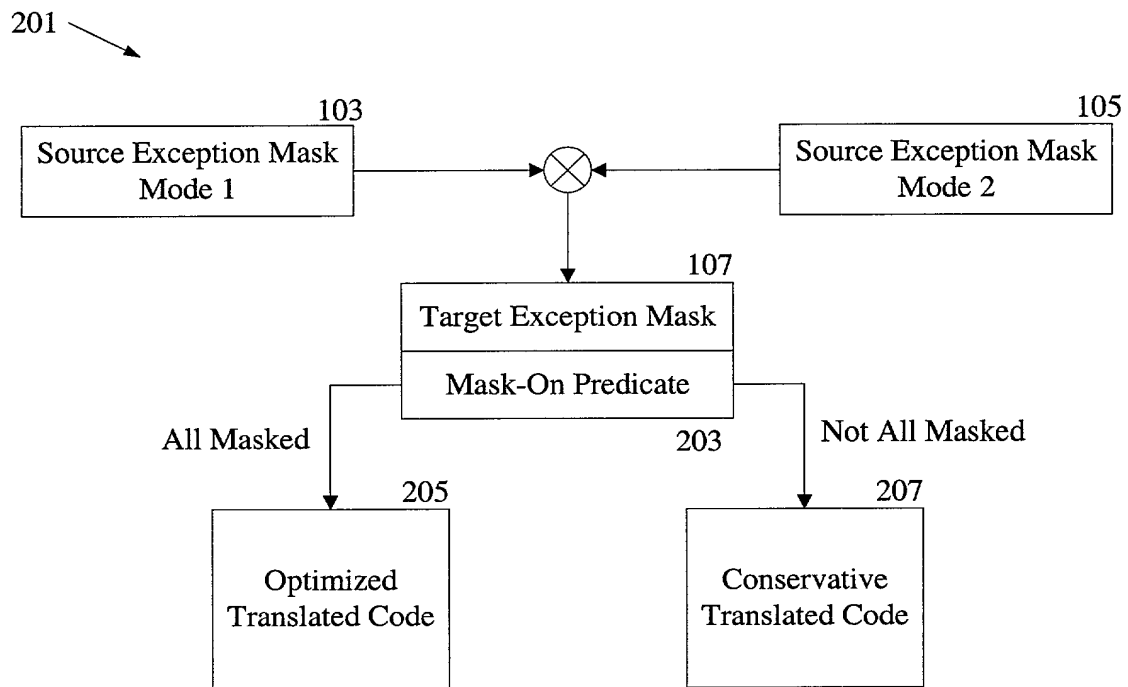 201
103
Source Exception Mask
Mode 1
105
Source Exception Mask
Mode 2
107
Target Exception Mask
Mask-On Predicate
203
All Masked
Not All Masked
205
Optimized
Translated Code
207
Conservative
Translated Code